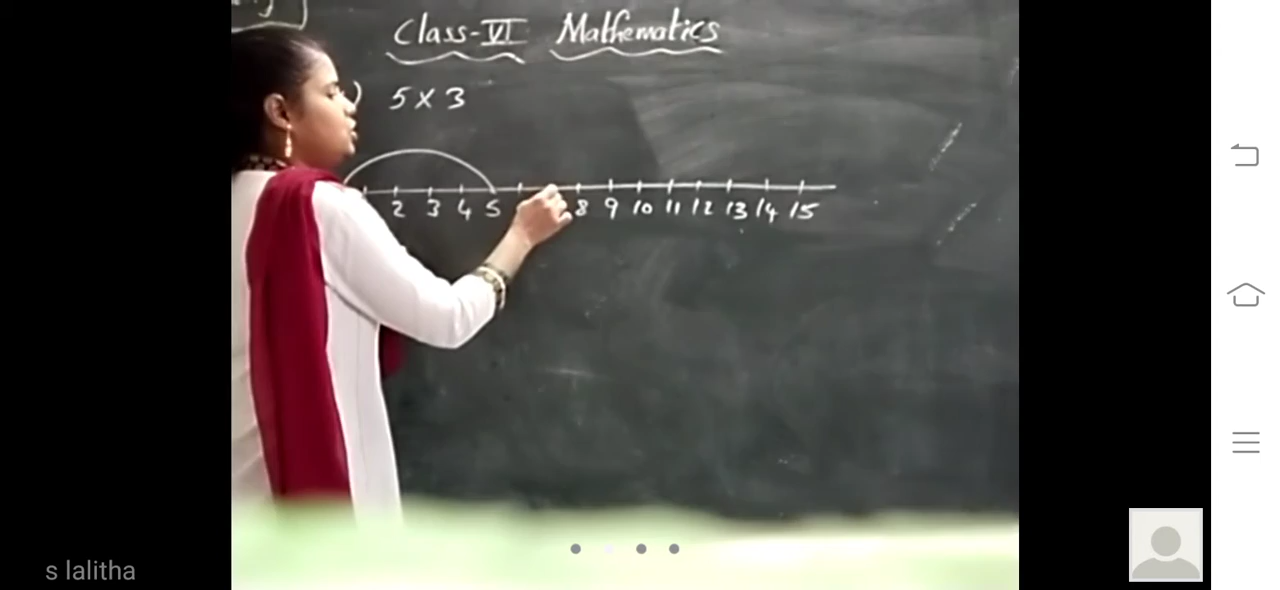 Class-VI Mathematics
) 5 × 3
2 3 4 5 8 9 10 11 12 13 14 15
s lalitha